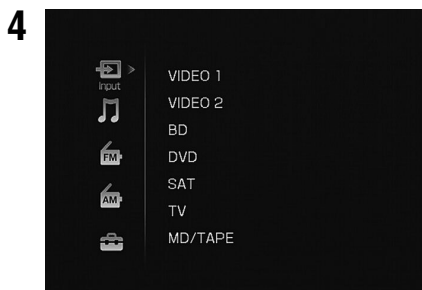 4
Input
VIDEO 1
VIDEO 2
BD
FM
DVD
SAT
AM
TV
MD/TAPE